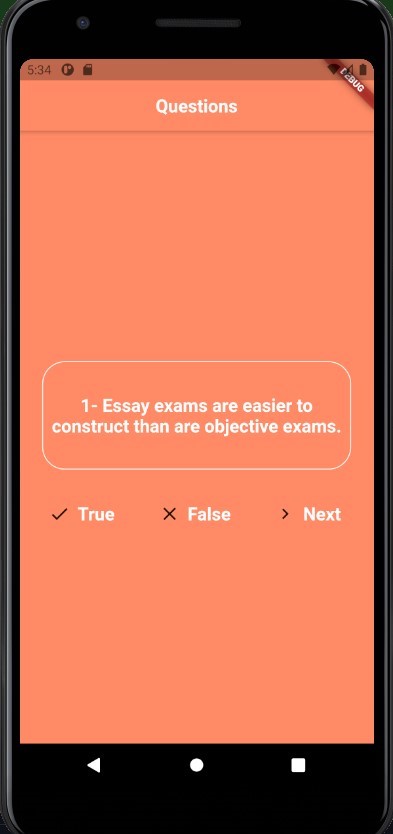 5:34
DEBUG
Questions
1- Essay exams are easier to
construct than are objective exams.
True False Next